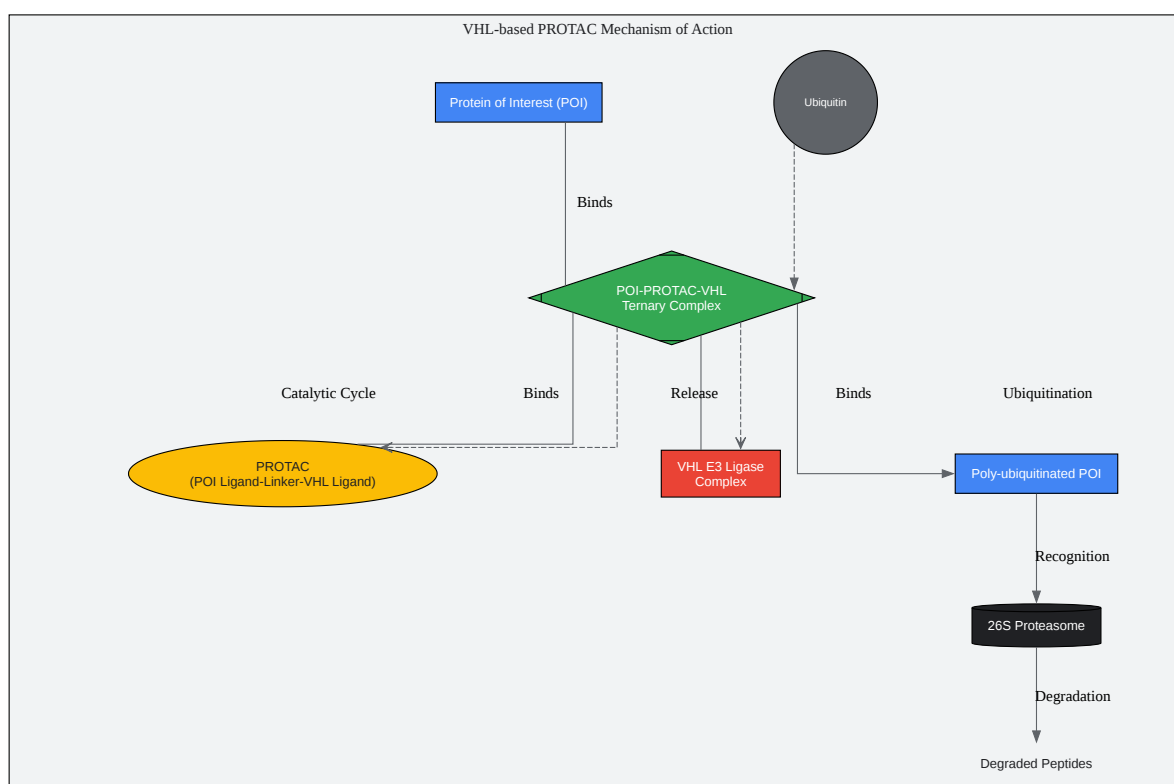 VHL-based PROTAC Mechanism of Action
Protein of Interest (POI)
Ubiquitin
Binds
POI-PROTAC-VHL
Ternary Complex
Catalytic Cycle
Binds
Release
Binds
Ubiquitination
PROTAC
(POI Ligand-Linker-VHL Ligand)
VHL E3 Ligase
Complex
Poly-ubiquitinated POI
Recognition
26S Proteasome
Degradation
Degraded Peptides